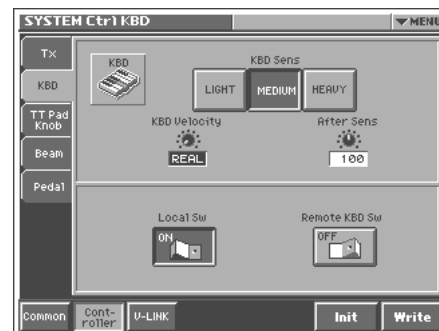 SYSTEM Ctrl KBD
MENU
Tx
KBD
TT Pad
Knob
Beam
Pedal
KBD
KBD Sens
LIGHT
MEDIUM
HEAVY
KBD Velocity
REAL
After Sens
100
Local Sw
ON
Remote KBD Sw
OFF
Common
Cont-
roller
V-LINK
Init
Write